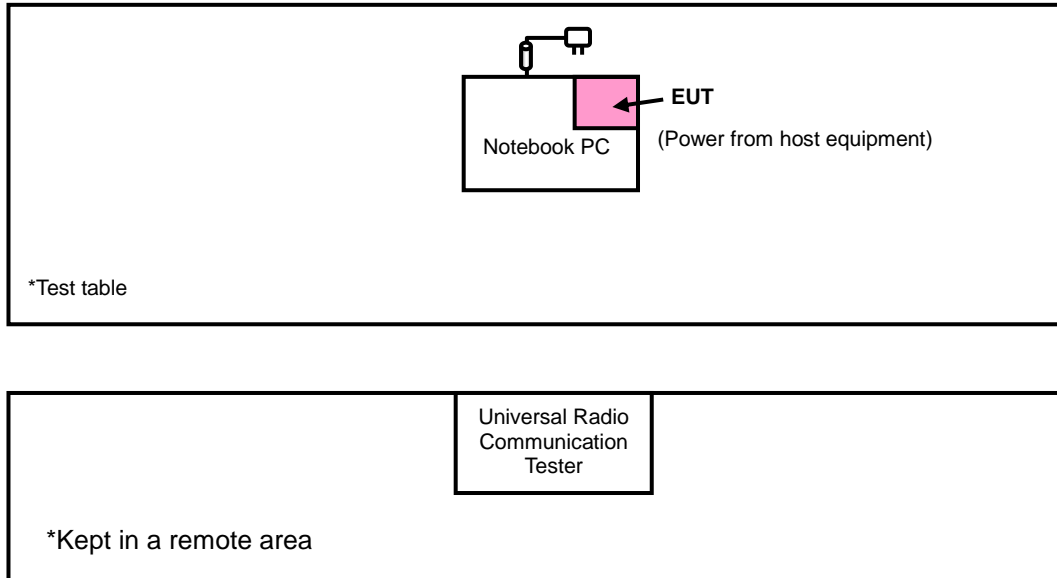 EUT
(Power from host equipment)
Notebook PC
*Test table
Universal Radio
Communication
Tester
*Kept in a remote area